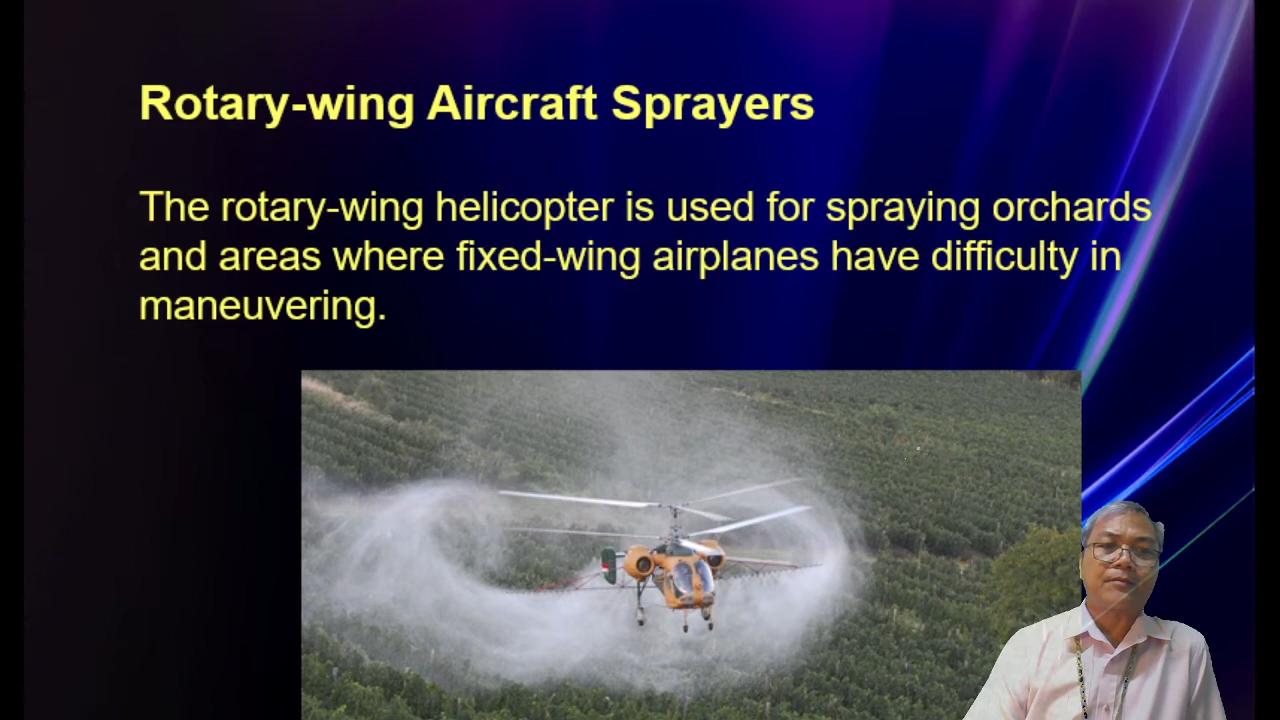 Rotary-wing Aircraft Sprayers
The rotary-wing helicopter is used for spraying orchards
and areas where fixed-wing airplanes have difficulty in
maneuvering.